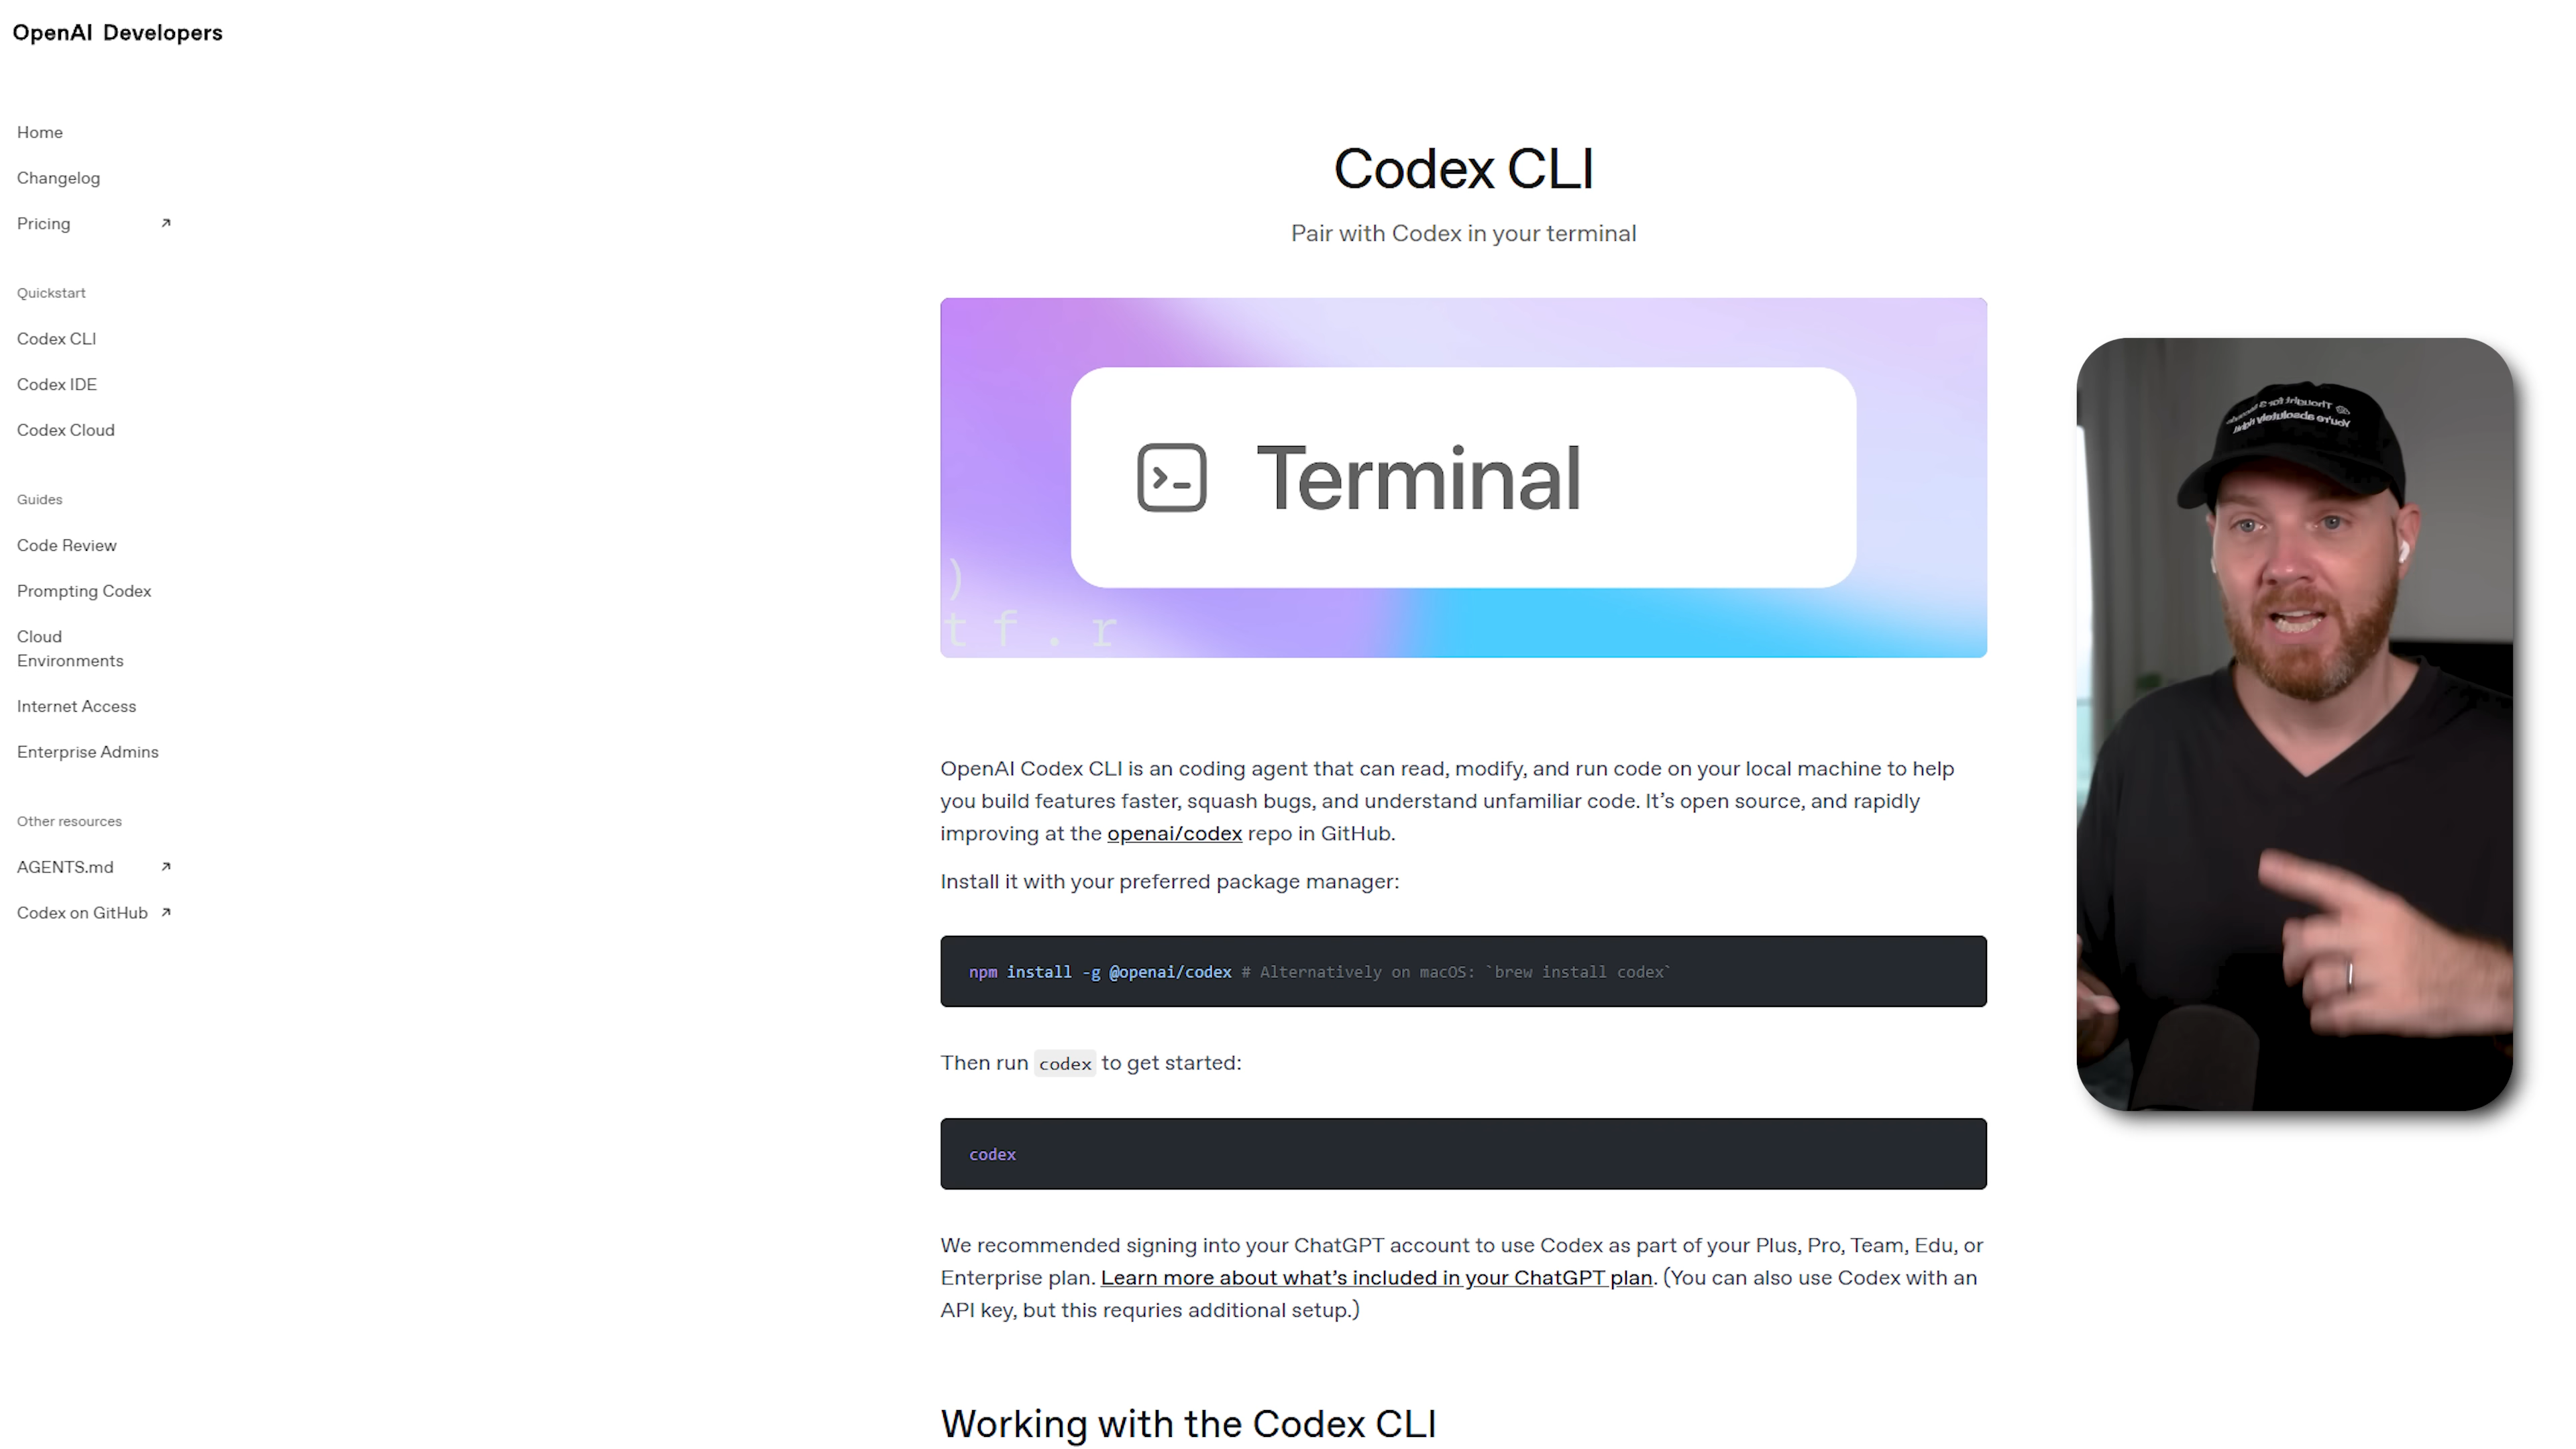 OpenAI Developers
Home
Changelog
Pricing ↗
Quickstart
Codex CLI
Codex IDE
Codex Cloud
Guides
Code Review
Prompting Codex
Cloud
Environments
Internet Access
Enterprise Admins
Other resources
AGENTS.md ↗
Codex on GitHub ↗
Codex CLI
Pair with Codex in your terminal
Terminal
)
t f . r
OpenAI Codex CLI is an coding agent that can read, modify, and run code on your local machine to help
you build features faster, squash bugs, and understand unfamiliar code. It’s open source, and rapidly
improving at the openai/codex repo in GitHub.
Install it with your preferred package manager:
npm install -g @openai/codex # Alternatively on macOS: `brew install codex`
Then run codex to get started:
codex
We recommended signing into your ChatGPT account to use Codex as part of your Plus, Pro, Team, Edu, or
Enterprise plan. Learn more about what’s included in your ChatGPT plan. (You can also use Codex with an
API key, but this requries additional setup.)
Working with the Codex CLI
Thought for
You're absolutely right